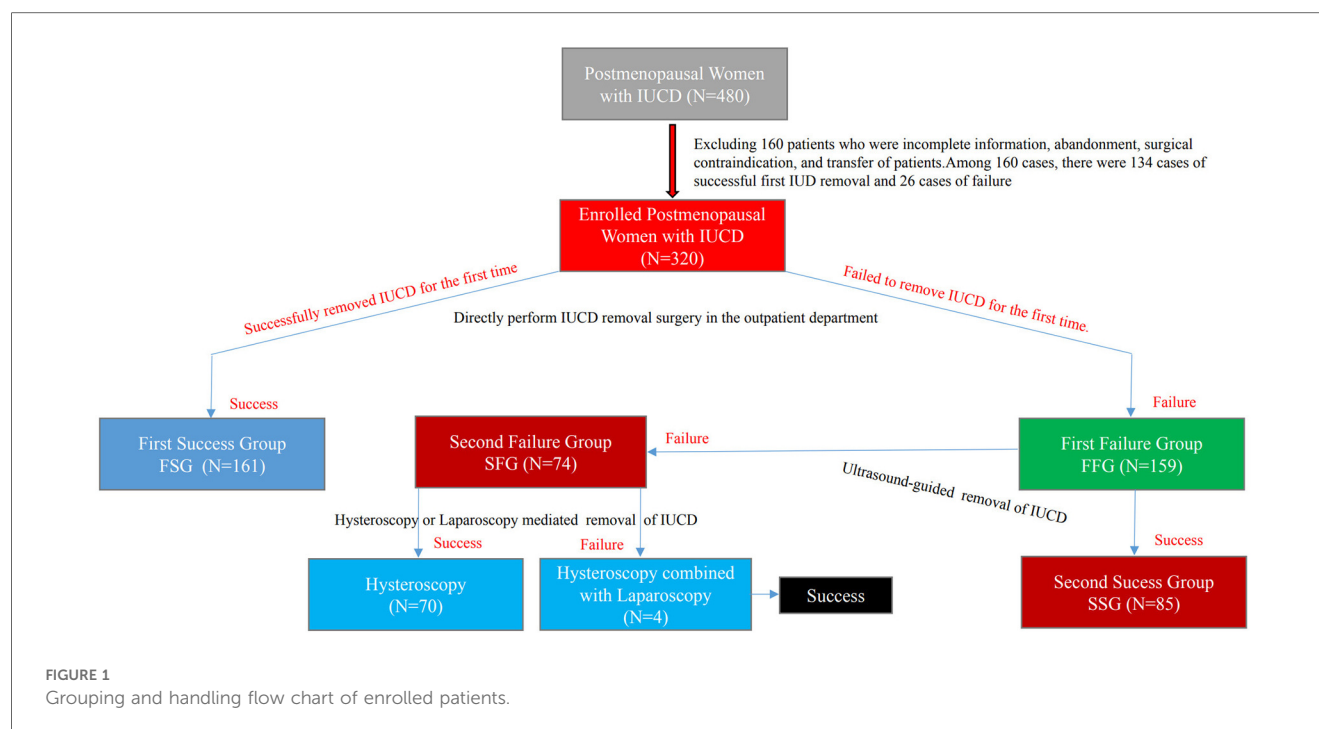 Postmenopausal Women
with IUCD (N=480)
Excluding 160 patients who were incomplete information, abandonment, surgical
contraindication, and transfer of patients.Among 160 cases, there were 134 cases of
successful first IUD removal and 26 cases of failure
Enrolled Postmenopausal
Women with IUCD
(N=320)
Successfully removed IUCD for the first time
Failed to remove IUCD for the first time.
Directly perform IUCD removal surgery in the outpatient department
Success
Failure
First Success Group
FSG (N=161)
Second Failure Group
SFG (N=74)
Failure
First Failure Group
FFG (N=159)
Ultrasound-guided removal of IUCD
Hysteroscopy or Laparoscopy mediated removal of IUCD
Success
Failure
Success
Hysteroscopy
(N=70)
Hysteroscopy combined
with Laparoscopy
(N=4)
Success
Second Sucess Group
SSG (N=85)
FIGURE 1
Grouping and handling flow chart of enrolled patients.